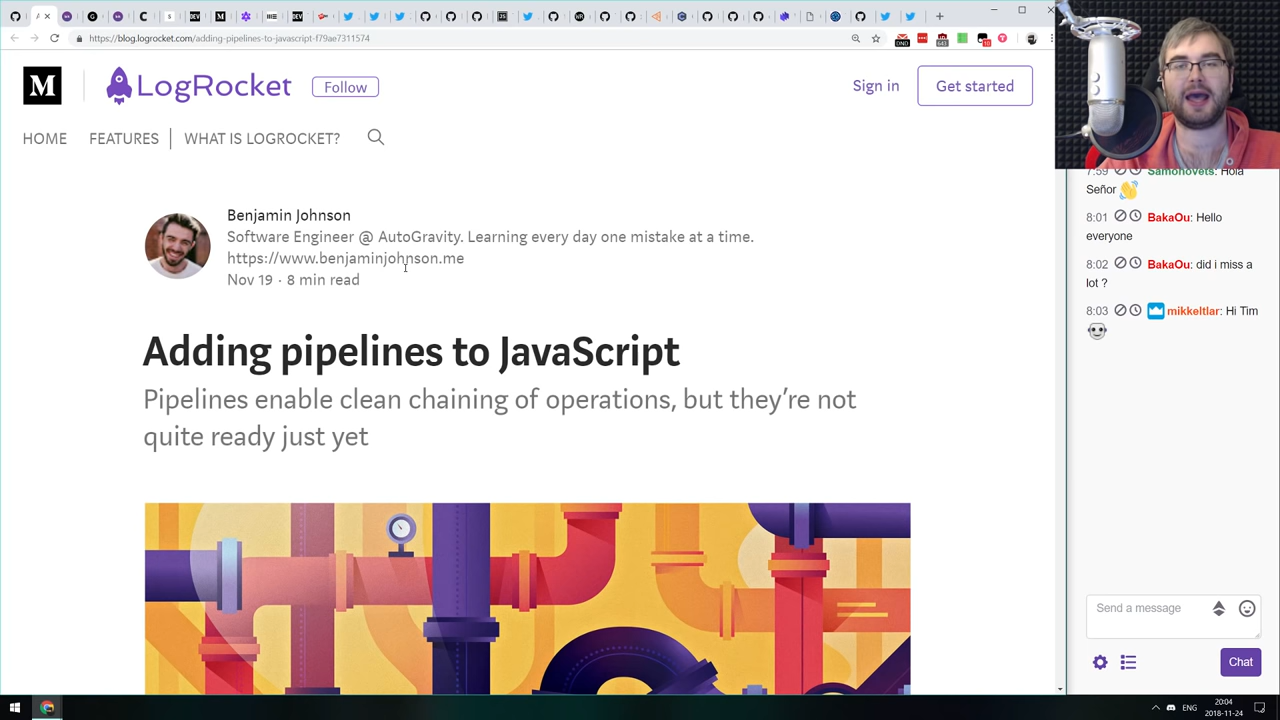 https://blog.logrocket.com/adding-pipelines-to-javascript-f79ae7311574
DND
643
10
M
LogRocket
Follow
Sign in
Get started
HOME
FEATURES
WHAT IS LOGROCKET?
Benjamin Johnson
Software Engineer @ AutoGravity. Learning every day one mistake at a time.
https://www.benjaminjohnson.me
Nov 19 · 8 min read
Adding pipelines to JavaScript
Pipelines enable clean chaining of operations, but they’re not
quite ready just yet
7:59 Samohovets: Hola
Señor 👋
8:01 BakaOu: Hello
everyone
8:02 BakaOu: did i miss a
lot ?
8:03 mikkeltlar: Hi Tim
Send a message
Chat
ENG
20:04
2018-11-24